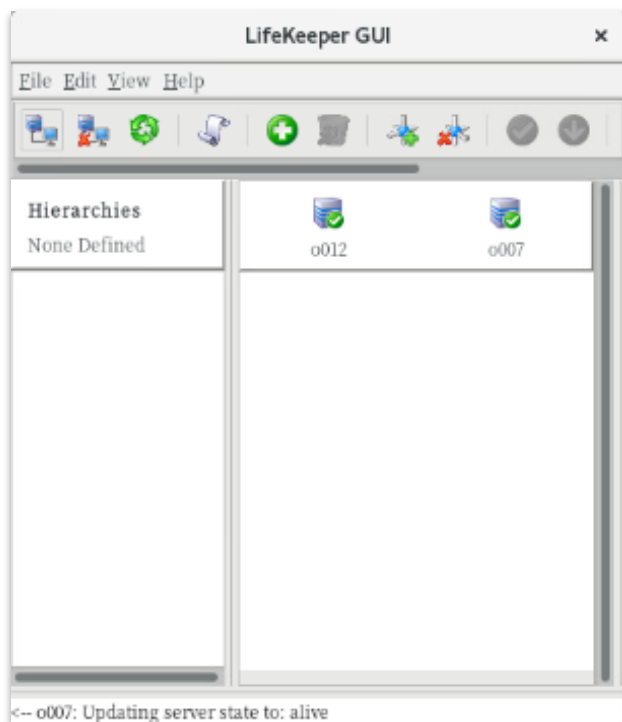 LifeKeeper GUI
File Edit View Help
Hierarchies
None Defined
o012
o007
<-- o007: Updating server state to: alive